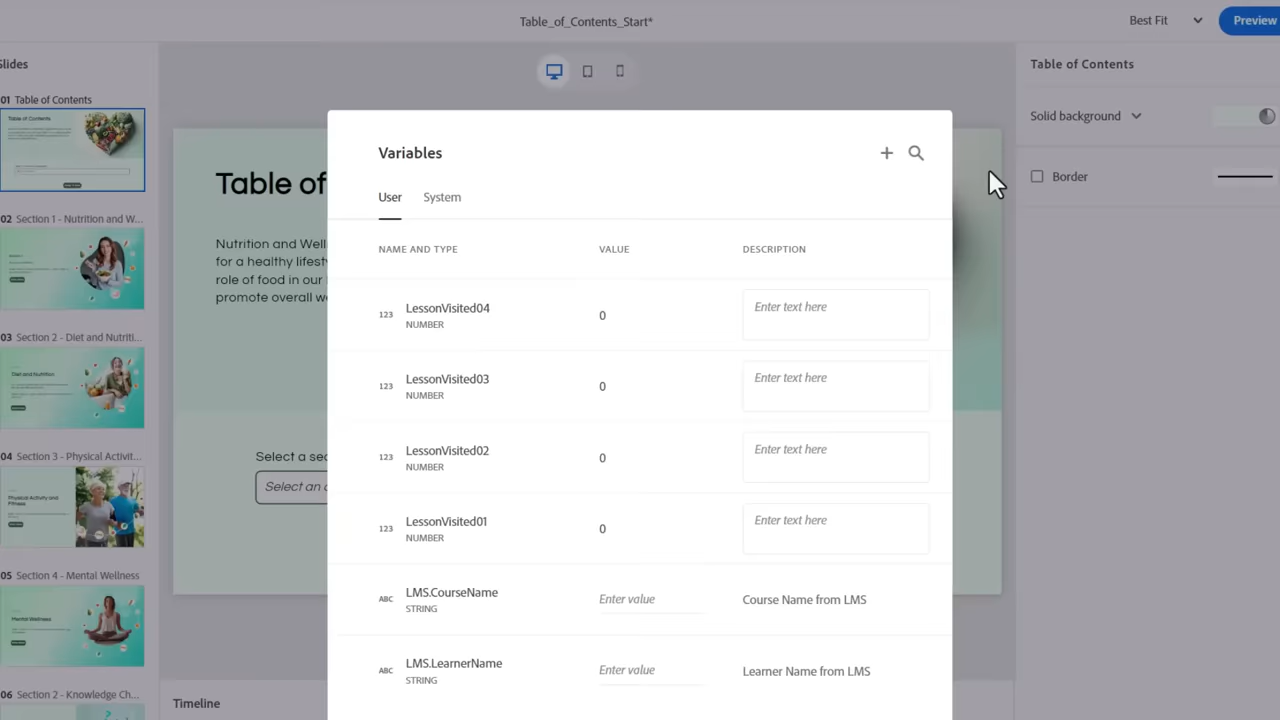 Table_of_Contents_Start*
Best Fit
Preview
Slides
01 Table of Contents
Table of Contents
02 Section 1 - Nutrition and W...
03 Section 2 - Diet and Nutriti...
Diet and Nutrition
04 Section 3 - Physical Activit...
Physical Activity and
Fitness
05 Section 4 - Mental Wellness
Mental Wellness
06 Section 2 - Knowledge Ch...
Table of
Nutrition and Well
for a healthy lifest
role of food in our
promote overall we
Select a sec
Select an o
Timeline
Variables
User
System
NAME AND TYPE
VALUE
DESCRIPTION
123 LessonVisited04
NUMBER
0
Enter text here
123 LessonVisited03
NUMBER
0
Enter text here
123 LessonVisited02
NUMBER
0
Enter text here
123 LessonVisited01
NUMBER
0
Enter text here
ABC LMS.CourseName
STRING
Enter value
Course Name from LMS
ABC LMS.LearnerName
STRING
Enter value
Learner Name from LMS
Table of Contents
Solid background
Border